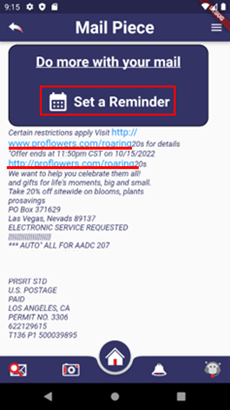 9:15
Mail Piece
Do more with your mail
Set a Reminder
Certain restrictions apply Visit http://
www.proflowers.com/roaring20s for details
*Offer ends at 11:50pm CST on 10/15/2022
http://proflowers.com/roaring20s
We want to help you celebrate them all!
and gifts for life's moments, big and small.
Take 20% off sitewide on blooms, plants
prosavings
PO Box 371629
Las Vegas, Nevads 89137
ELECTRONIC SERVICE REQUESTED
*** AUTO" ALL FOR AADC 207
PRSRT STD
U.S. POSTAGE
PAID
LOS ANGELES, CA
PERMIT NO. 3306
622129615
T136 P1 500039895